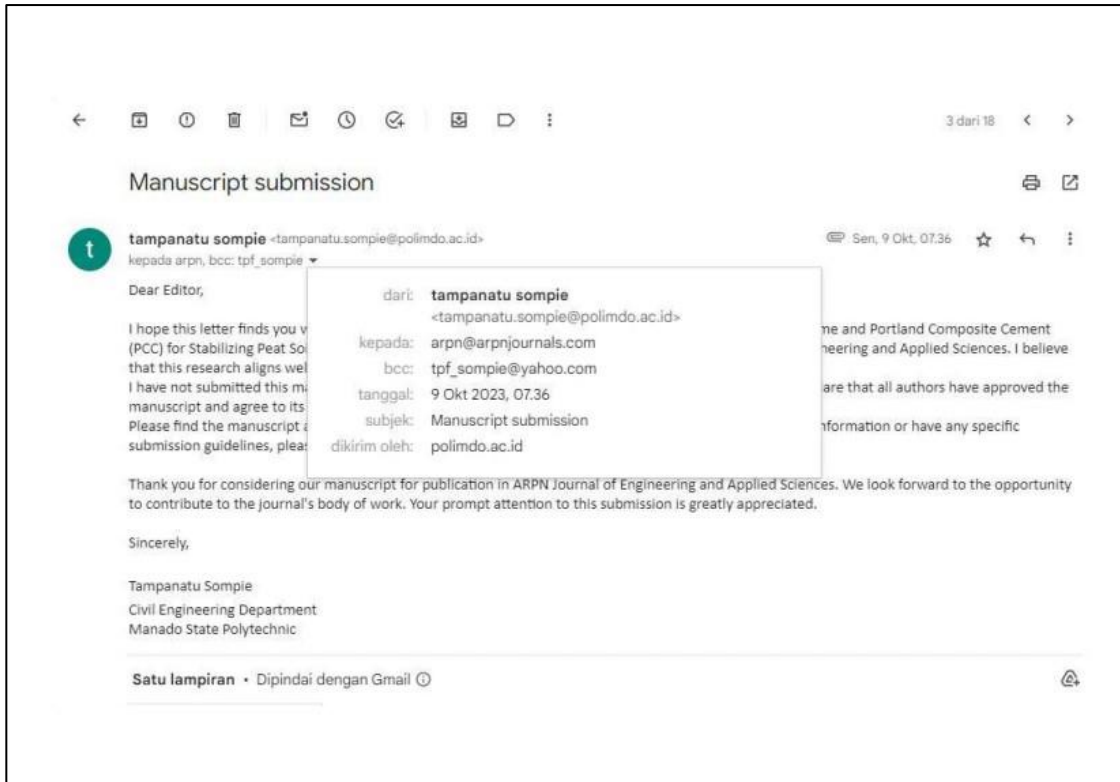 3 dari 18
Manuscript submission
t
tampanatu sompie <tampanatu.sompie@polimdo.ac.id>
Sen, 9 Okt, 07.36
kepada arpn, bcc: tpf_sompie
Dear Editor,
dari: tampanatu sompie
<tampanatu.sompie@polimdo.ac.id>
kepada: arpn@arpnjournals.com
bcc: tpf_sompie@yahoo.com
tanggal: 9 Okt 2023, 07.36
subjek: Manuscript submission
dikirim oleh: polimdo.ac.id
I hope this letter finds you and Portland Composite Cement
(PCC) for Stabilizing Peat and Applied Sciences. I believe
that this research aligns
I have not submitted this that all authors have approved the
manuscript and agree to its
Please find the manuscript or have any specific
submission guidelines,
Thank you for considering our manuscript for publication in ARPN Journal of Engineering and Applied Sciences. We look forward to the opportunity
to contribute to the journal's body of work. Your prompt attention to this submission is greatly appreciated.
Sincerely,
Tampanatu Sompie
Civil Engineering Department
Manado State Polytechnic
Satu lampiran • Dipindai dengan Gmail